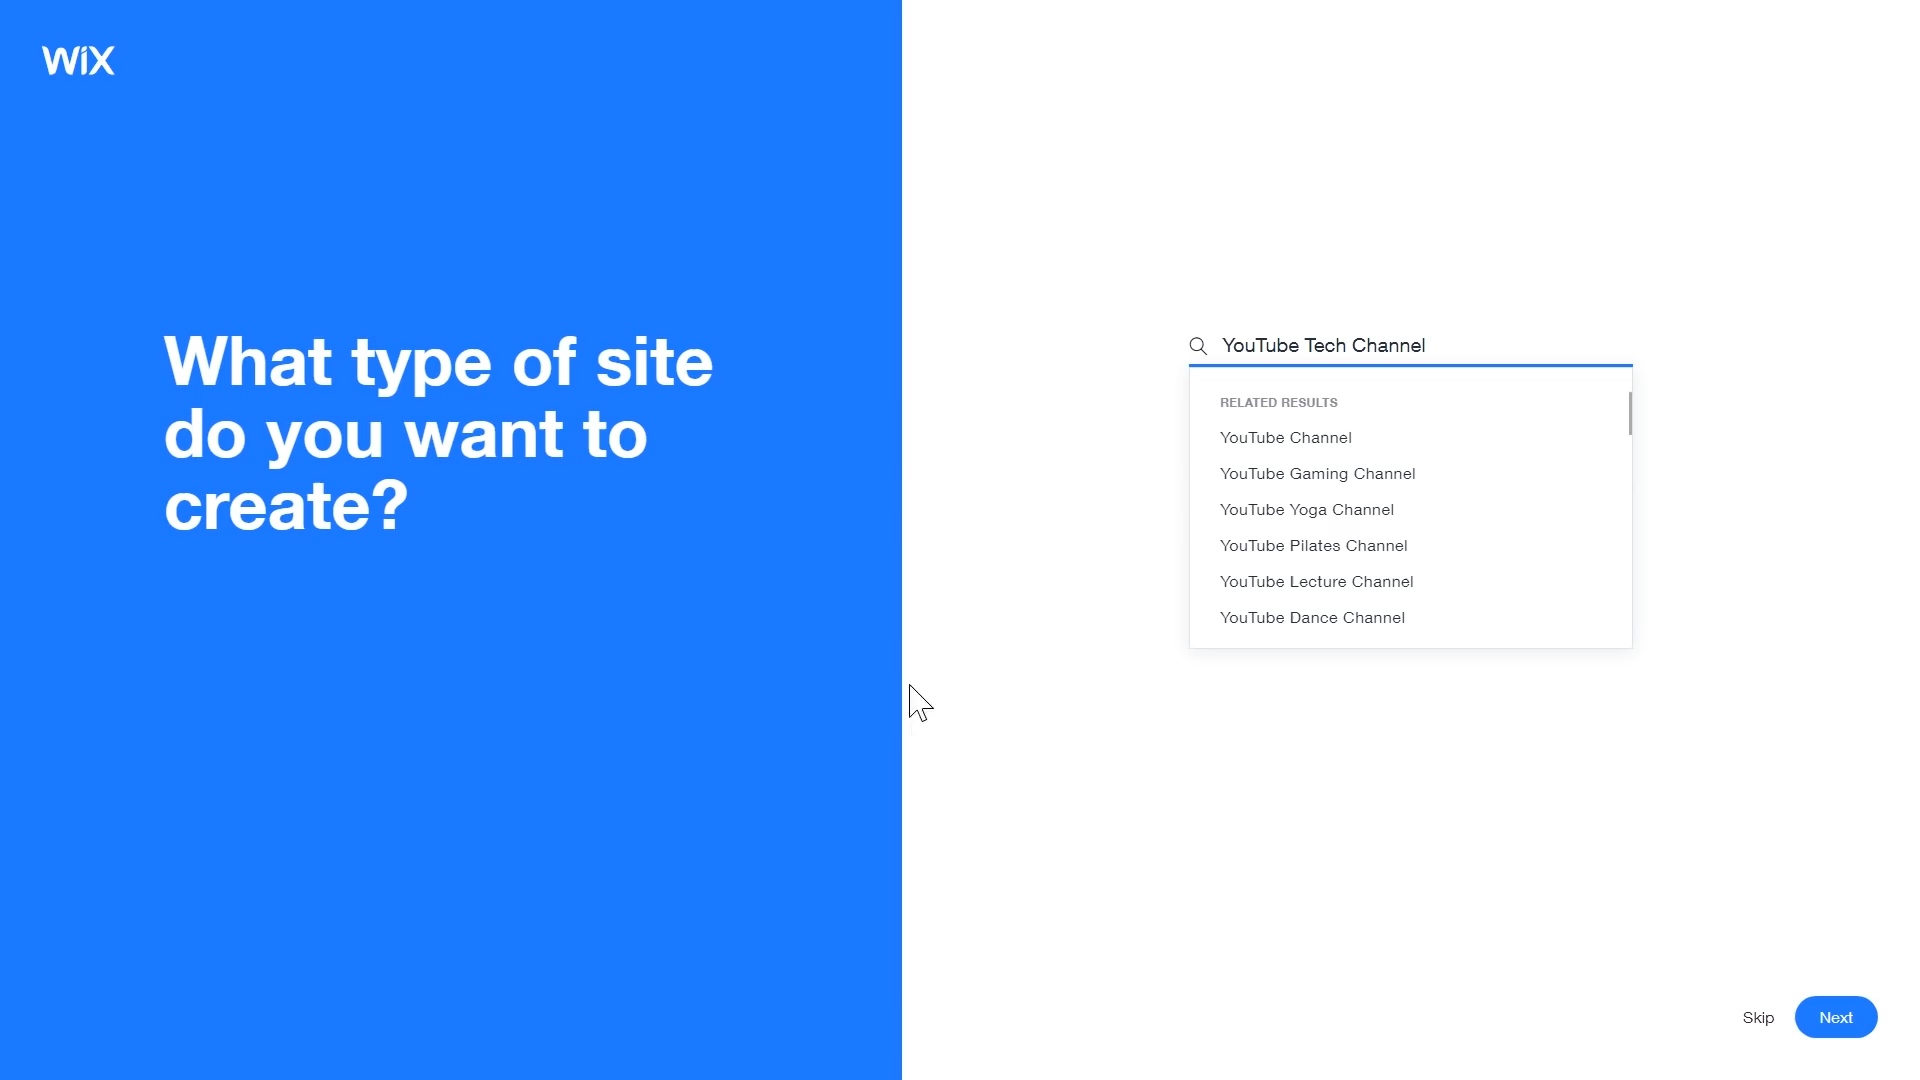 WiX
What type of site
do you want to
create?
YouTube Tech Channel
RELATED RESULTS
YouTube Channel
YouTube Gaming Channel
YouTube Yoga Channel
YouTube Pilates Channel
YouTube Lecture Channel
YouTube Dance Channel
Skip
Next